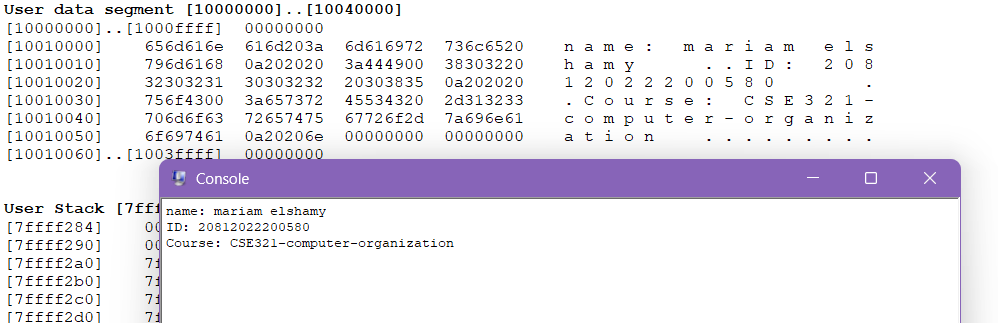 User data segment [10000000]..[10040000]
[10000000]..[1000ffff] 00000000
[10010000] 656d616e 616d203a 6d616972 736c6520 n a m e : m a r i a m e l s
[10010010] 796d6168 0a202020 3a444900 38303220 h a m y . . I D : 2 0 8
[10010020] 32303231 30303232 20303835 0a202020 1 2 0 2 2 2 0 0 5 8 0 .
[10010030] 756f4300 3a657372 45534320 2d313233 . C o u r s e : C S E 3 2 1 -
[10010040] 706d6f63 72657475 67726f2d 7a696e61 c o m p u t e r - o r g a n i z
[10010050] 6f697461 0a20206e 00000000 00000000 a t i o n . . . . . . . . .
[10010060]..[1003ffff] 00000000
Console
User Stack [7fff
name: mariam elshamy
[7ffff284] 00
ID: 20812022200580
[7ffff290] 00
Course: CSE321-computer-organization
[7ffff2a0] 7f
[7ffff2b0] 7f
[7ffff2c0] 7f
[7ffff2d0] 7f